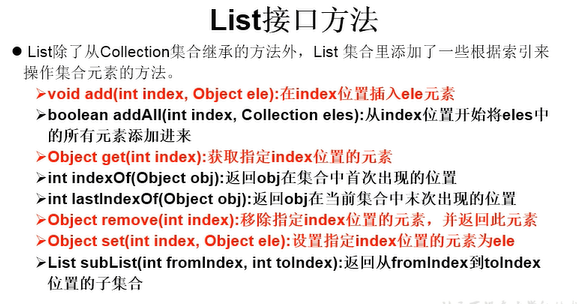 List接口方法
● List除了从Collection集合继承的方法外，List 集合里添加了一些根据索引来
操作集合元素的方法。
➢void add(int index, Object ele):在index位置插入ele元素
➢boolean addAll(int index, Collection eles):从index位置开始将eles中
的所有元素添加进来
➢Object get(int index):获取指定index位置的元素
➢int indexOf(Object obj):返回obj在集合中首次出现的位置
➢int lastIndexOf(Object obj):返回obj在当前集合中末次出现的位置
➢Object remove(int index):移除指定index位置的元素，并返回此元素
➢Object set(int index, Object ele):设置指定index位置的元素为ele
➢List subList(int fromIndex, int toIndex):返回从fromIndex到toIndex
位置的子集合